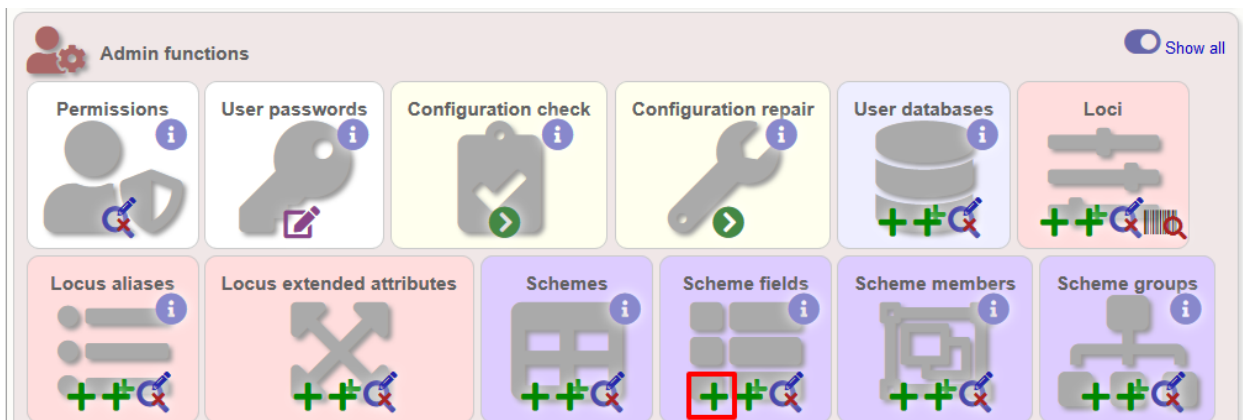 Admin functions
Show all
Permissions
User passwords
Configuration check
Configuration repair
User databases
Loci
Locus aliases
Locus extended attributes
Schemes
Scheme fields
Scheme members
Scheme groups